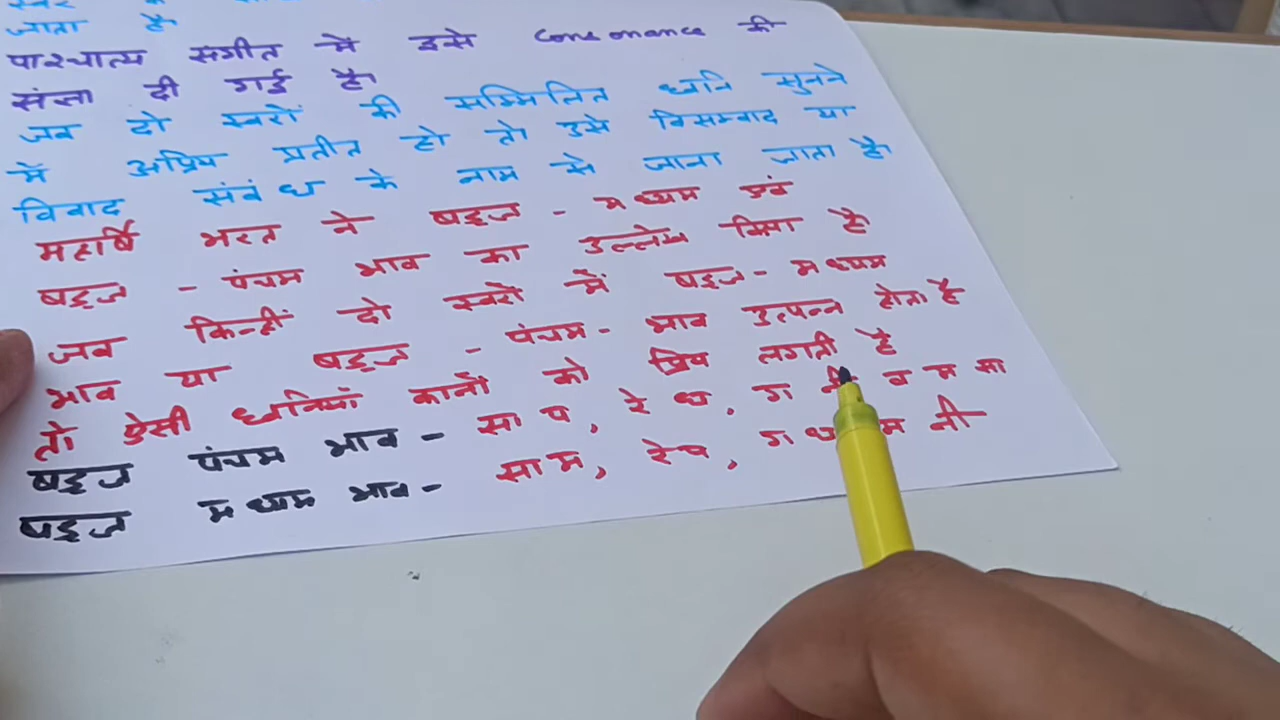 जाता है
पाश्चात्य संगीत में इसे Consonance की
संज्ञा दी गई है।
जब दो स्वरों की सम्मिलित ध्वनि सुनने
में अप्रिय प्रतीत हो तो उसे विसम्वाद या
विवाद संबंध के नाम से जाना जाता है
महार्षि भरत ने षड्ज - मध्यम एवं
षड्ज - पंचम भाव का उल्लेख किया है
जब किन्हीं दो स्वरों में षड्ज - मध्यम
भाव या षड्ज - पंचम - भाव उत्पन्न होता है
तो ऐसी ध्वनियां कानों को प्रिय लगती है
षड्ज पंचम भाव - सा प, रे ध, ग नी व म सा
षड्ज मध्यम भाव - साम, रेप, ग ध म नी